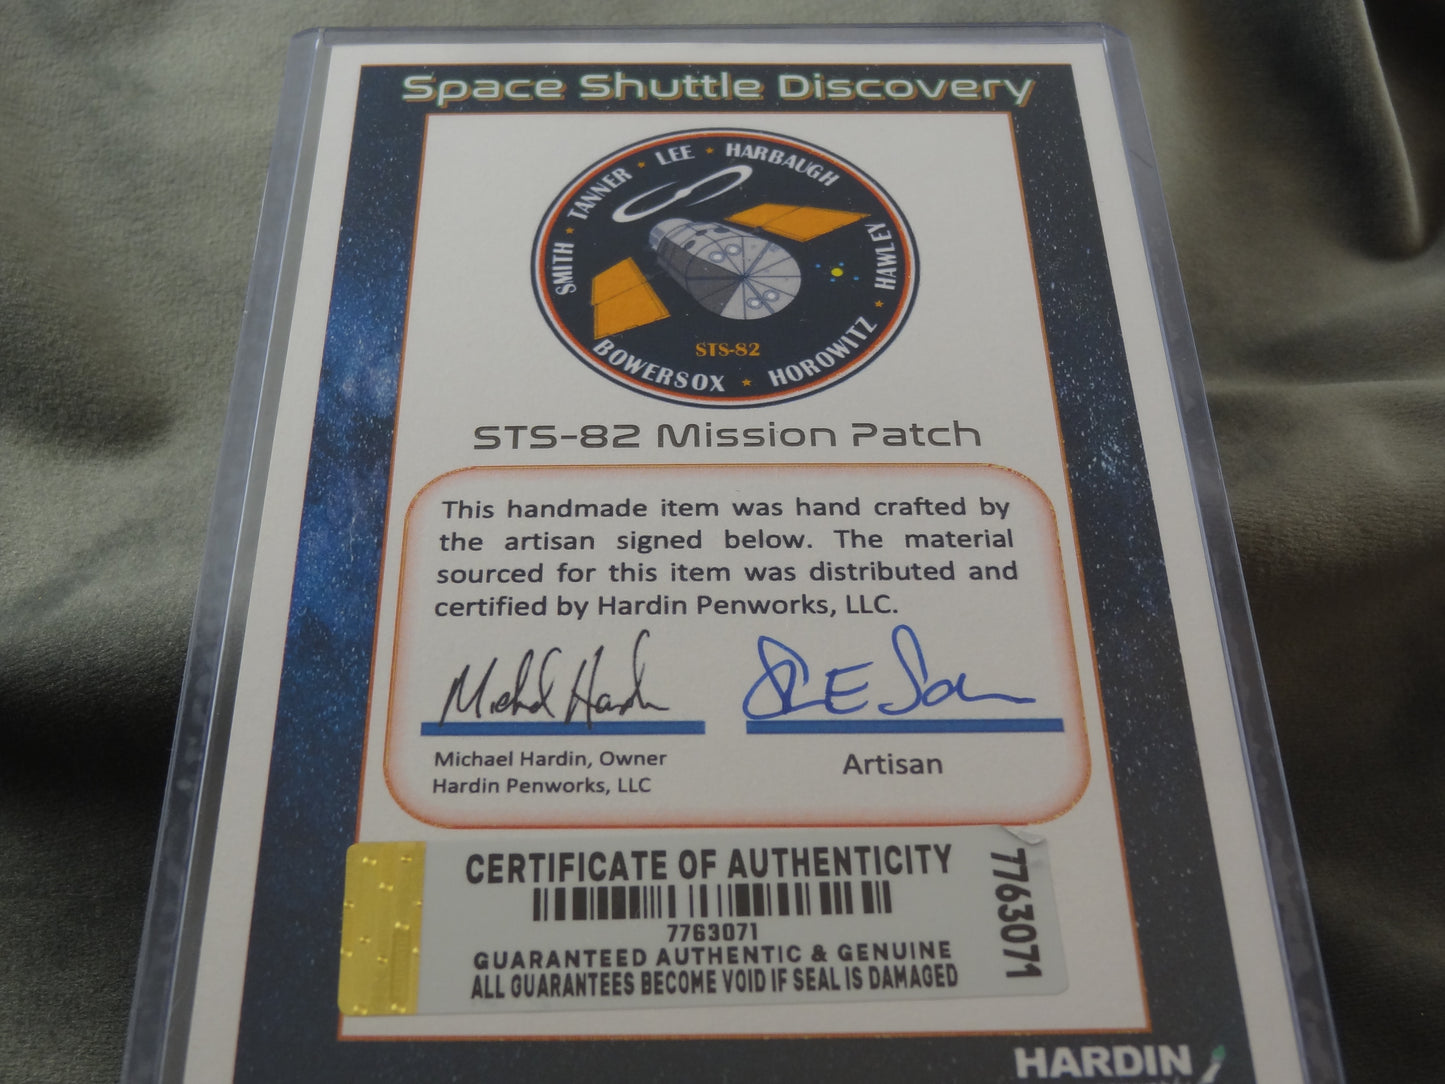 Space Shuttle Discovery
SMITH ★ TANNER ★ LEE ★ HARBAUGH
HAWLEY ★ HOROWITZ ★ BOWERSOX
STS-82
STS-82 Mission Patch
This handmade item was hand crafted by
the artisan signed below. The material
sourced for this item was distributed and
certified by Hardin Penworks, LLC.
Michael Hardin, Owner
Hardin Penworks, LLC
Artisan
CERTIFICATE OF AUTHENTICITY
7763071
GUARANTEED AUTHENTIC & GENUINE
ALL GUARANTEES BECOME VOID IF SEAL IS DAMAGED
7763071
HARDIN